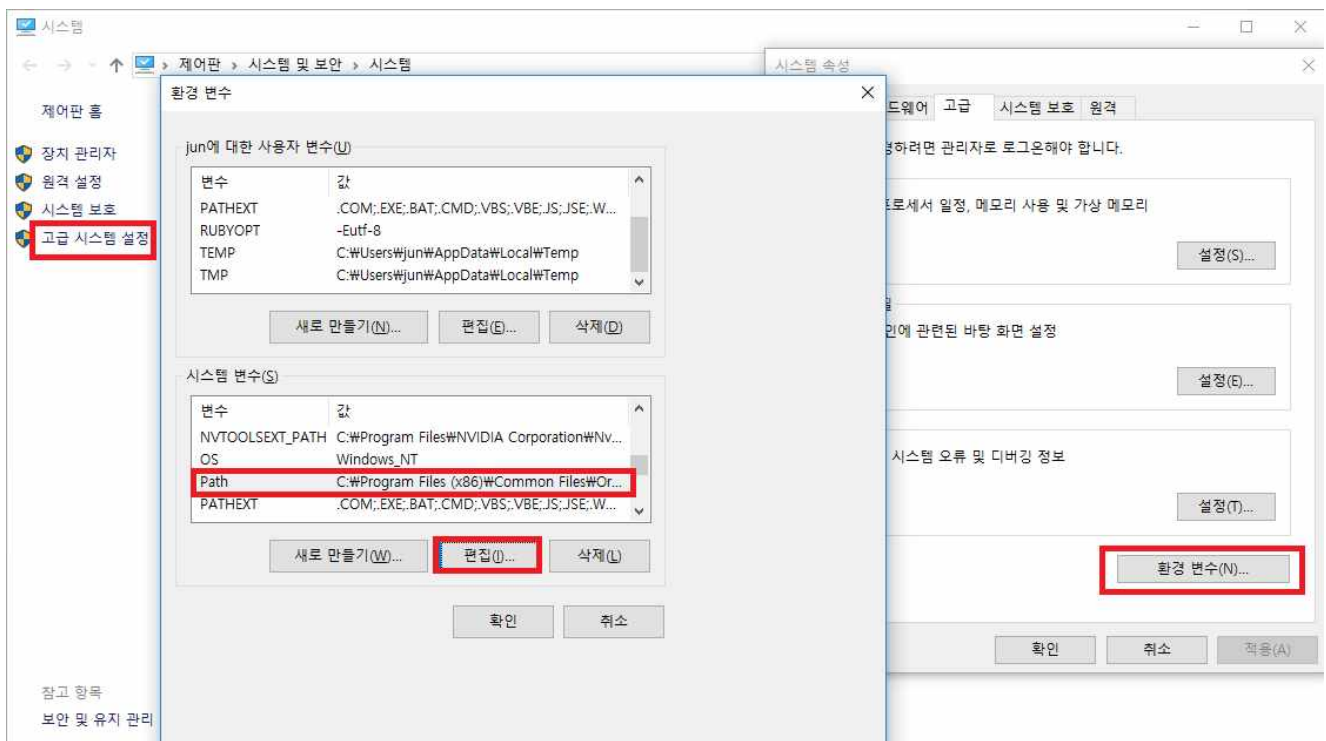 시스템
제어판 › 시스템 및 보안 › 시스템
제어판 홈
장치 관리자
원격 설정
시스템 보호
고급 시스템 설정
참고 항목
보안 및 유지 관리
환경 변수
jun에 대한 사용자 변수(U)
변수 값
PATHEXT .COM;.EXE;.BAT;.CMD;.VBS;.VBE;.JS;.JSE;.W...
RUBYOPT -Eutf-8
TEMP C:₩Users₩jun₩AppData₩Local₩Temp
TMP C:₩Users₩jun₩AppData₩Local₩Temp
새로 만들기(N)... 편집(E)... 삭제(D)
시스템 변수(S)
변수 값
NVTOOLSEXT_PATH C:₩Program Files₩NVIDIA Corporation₩Nv...
OS Windows_NT
Path C:₩Program Files (x86)₩Common Files₩Or...
PATHEXT .COM;.EXE;.BAT;.CMD;.VBS;.VBE;.JS;.JSE;.W...
새로 만들기(W)... 편집(I)... 삭제(L)
확인 취소
시스템 속성
드웨어 고급 시스템 보호 원격
하려면 관리자로 로그온해야 합니다.
로세서 일정, 메모리 사용 및 가상 메모리
설정(S)...
인에 관련된 바탕 화면 설정
설정(E)...
시스템 오류 및 디버깅 정보
설정(T)...
환경 변수(N)...
확인 취소 적용(A)